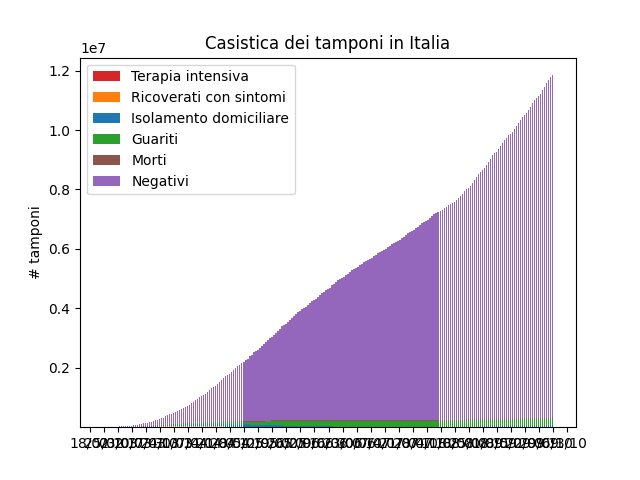 Casistica dei tamponi in Italia
1e7
Terapia intensiva
Ricoverati con sintomi
Isolamento domiciliare
Guariti
Morti
Negativi
1.2
1.0
0.8
0.6
0.4
0.2
# tamponi